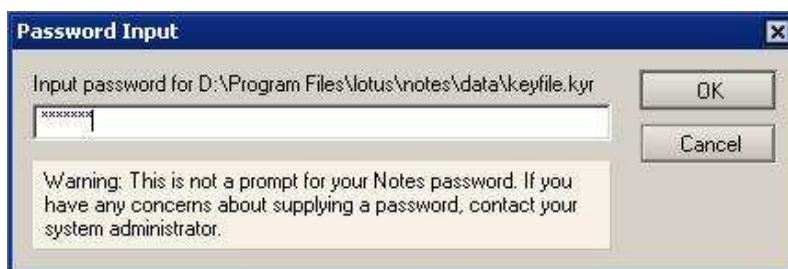 Password Input
Input password for D:\Program Files\lotus\notes\data\keyfile.kyr
xxxxxxx
OK
Cancel
Warning: This is not a prompt for your Notes password. If you
have any concerns about supplying a password, contact your
system administrator.